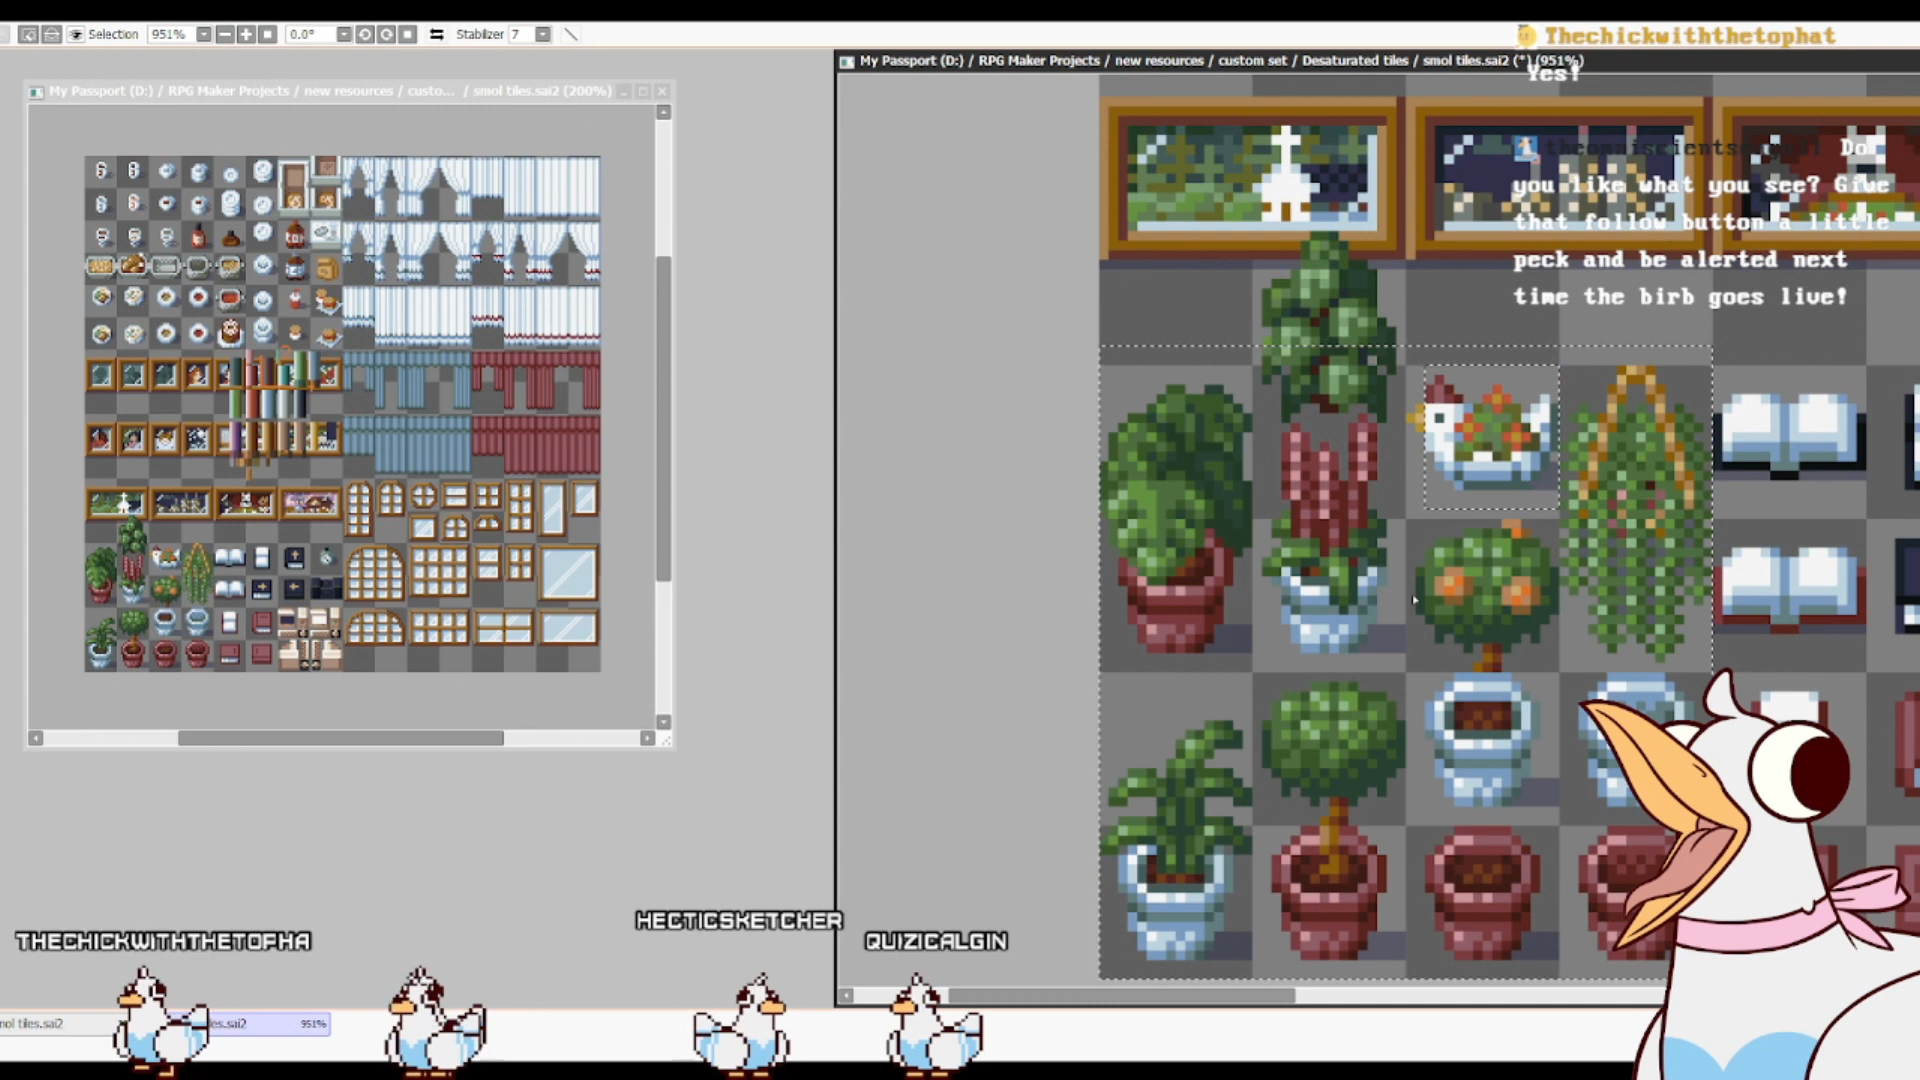 Selection 951% 0.0° Stabilizer 7
Thechickwiththetophat
Yes!
My Passport (D:) / RPG Maker Projects / new resources / custom set / Desaturated tiles / smol tiles.sai2 (*) (951%)
My Passport (D:) / RPG Maker Projects / new resources / custo... / smol tiles.sai2 (200%)
Do
you like what you see? Give
that follow button a little
peck and be alerted next
time the birb goes live!
THECHICKWITHTHETOPHA
HECTICSKETCHER
QUIZICALGIN
mol tiles.sai2
les.sai2 951%